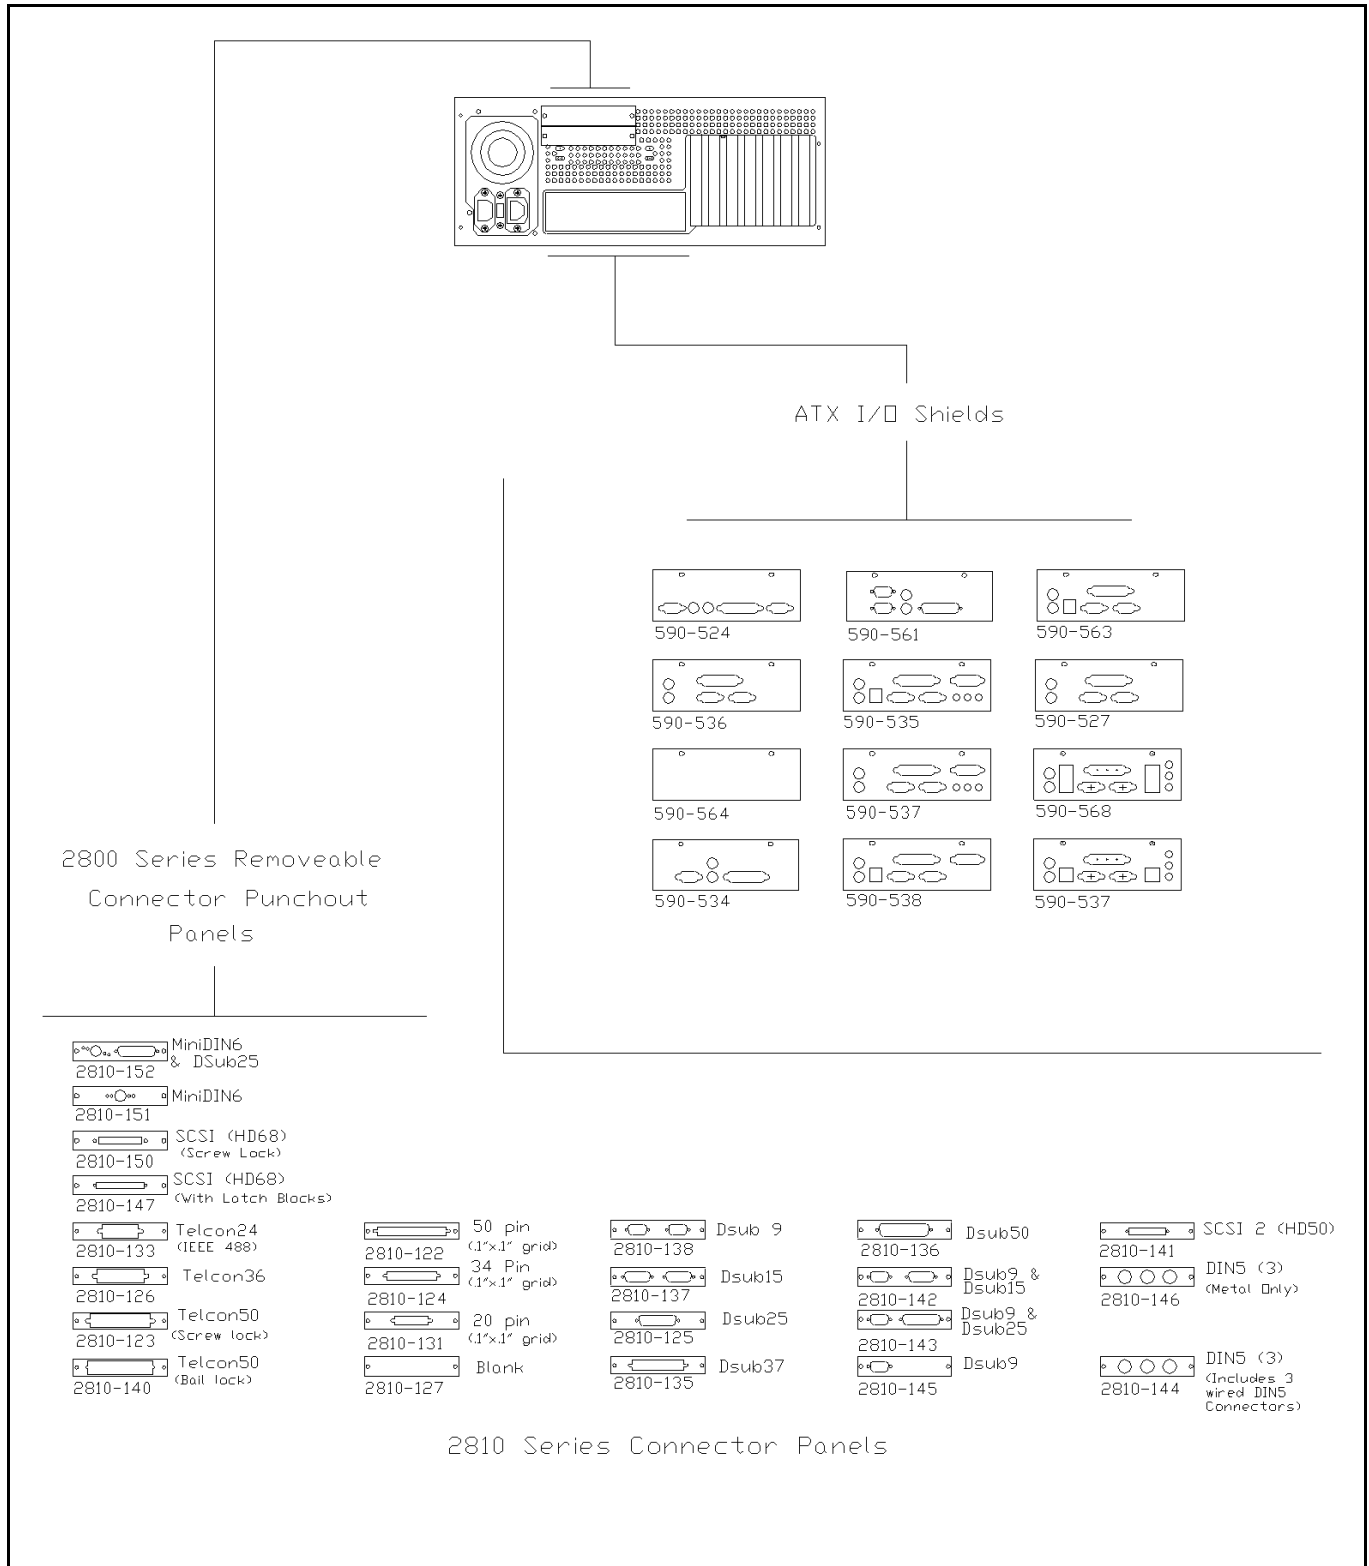 ATX I/O Shields
590-524
590-561
590-563
590-536
590-535
590-527
590-564
590-537
590-568
590-534
590-538
590-537
2800 Series Removeable
Connector Punchout
Panels
MiniDIN6
& DSub25
2810-152
MiniDIN6
2810-151
SCSI (HD68)
(Screw Lock)
2810-150
SCSI (HD68)
(With Latch Blocks)
2810-147
Telcon24
(IEEE 488)
2810-133
Telcon36
2810-126
Telcon50
(Screw lock)
2810-123
Telcon50
(Bail lock)
2810-140
50 pin
(.1"x.1" grid)
2810-122
34 Pin
(.1"x.1" grid)
2810-124
20 pin
(.1"x.1" grid)
2810-131
Blank
2810-127
Dsub 9
2810-138
Dsub15
2810-137
Dsub25
2810-125
Dsub37
2810-135
Dsub50
2810-136
Dsub9 &
Dsub15
2810-142
Dsub9 &
Dsub25
2810-143
Dsub9
2810-145
SCSI 2 (HD50)
2810-141
DIN5 (3)
(Metal Only)
2810-146
DIN5 (3)
(Includes 3
wired DIN5
Connectors)
2810-144
2810 Series Connector Panels